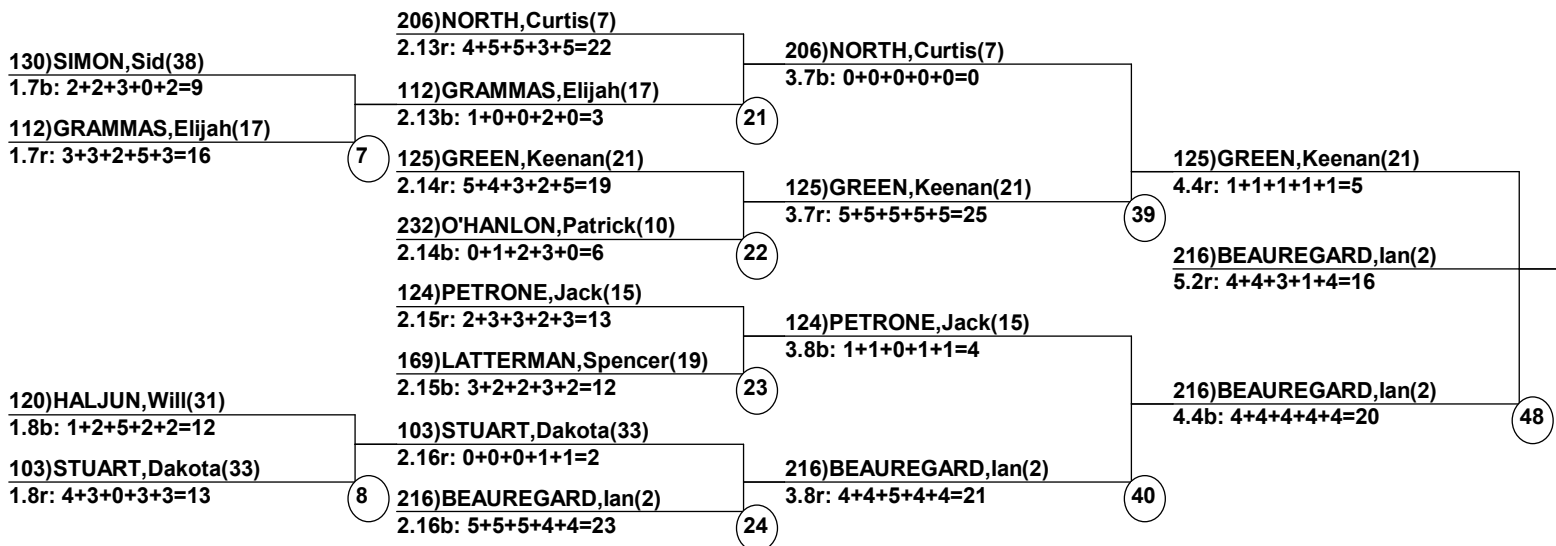 130)SIMON,Sid(38)
1.7b: 2+2+3+0+2=9
112)GRAMMAS,Elijah(17)
1.7r: 3+3+2+5+3=16
7
120)HALJUN,Will(31)
1.8b: 1+2+5+2+2=12
103)STUART,Dakota(33)
1.8r: 4+3+0+3+3=13
8
206)NORTH,Curtis(7)
2.13r: 4+5+5+3+5=22
112)GRAMMAS,Elijah(17)
2.13b: 1+0+0+2+0=3
21
125)GREEN,Keenan(21)
2.14r: 5+4+3+2+5=19
232)O'HANLON,Patrick(10)
2.14b: 0+1+2+3+0=6
22
124)PETRONE,Jack(15)
2.15r: 2+3+3+2+3=13
169)LATTERMAN,Spencer(19)
2.15b: 3+2+2+3+2=12
23
103)STUART,Dakota(33)
2.16r: 0+0+0+1+1=2
216)BEAUREGARD,Ian(2)
2.16b: 5+5+5+4+4=23
24
206)NORTH,Curtis(7)
3.7b: 0+0+0+0+0=0
125)GREEN,Keenan(21)
3.7r: 5+5+5+5+5=25
39
124)PETRONE,Jack(15)
3.8b: 1+1+0+1+1=4
216)BEAUREGARD,Ian(2)
3.8r: 4+4+5+4+4=21
40
125)GREEN,Keenan(21)
4.4r: 1+1+1+1+1=5
216)BEAUREGARD,Ian(2)
5.2r: 4+4+3+1+4=16
216)BEAUREGARD,Ian(2)
4.4b: 4+4+4+4+4=20
48